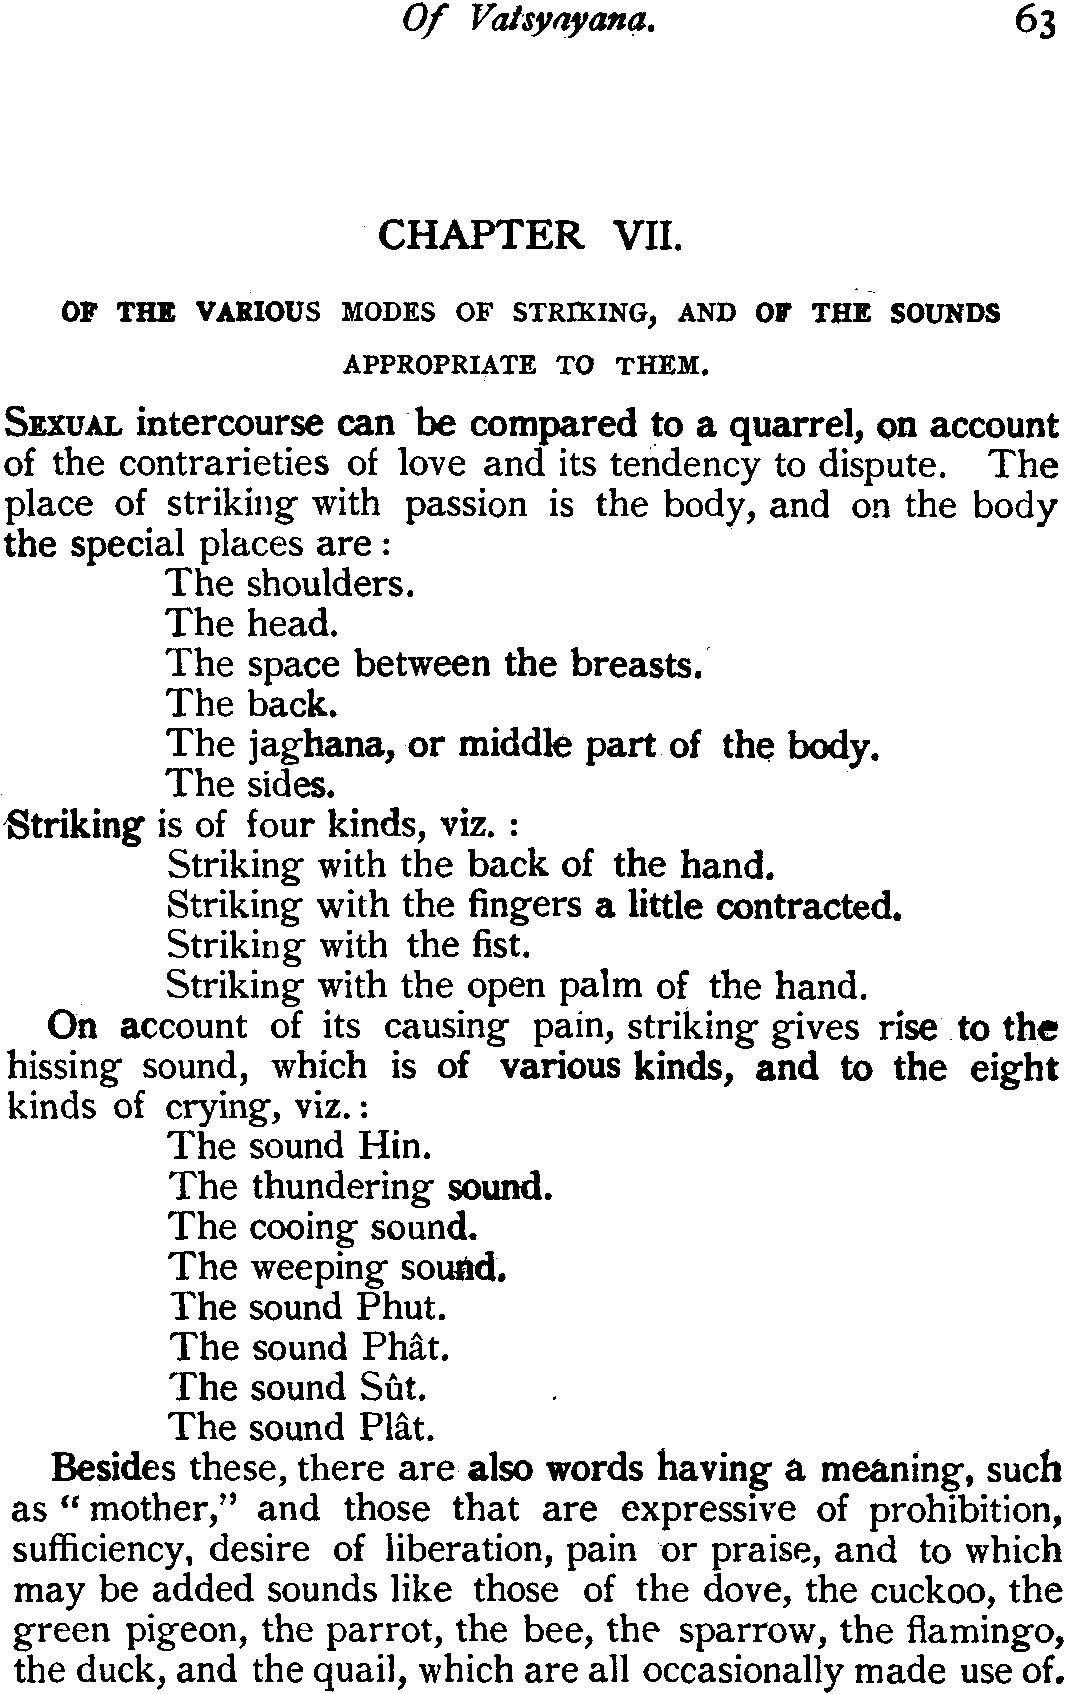 Of Vatsyayana. 63
CHAPTER VII.
OF THE VARIOUS MODES OF STRIKING, AND OF THE SOUNDS
APPROPRIATE TO THEM.
SEXUAL intercourse can be compared to a quarrel, on account
of the contrarieties of love and its tendency to dispute. The
place of striking with passion is the body, and on the body
the special places are :
The shoulders.
The head.
The space between the breasts.
The back.
The jaghana, or middle part of the body.
The sides.
Striking is of four kinds, viz. :
Striking with the back of the hand.
Striking with the fingers a little contracted.
Striking with the fist.
Striking with the open palm of the hand.
On account of its causing pain, striking gives rise to the
hissing sound, which is of various kinds, and to the eight
kinds of crying, viz. :
The sound Hin.
The thundering sound.
The cooing sound.
The weeping sound.
The sound Phut.
The sound Phât.
The sound Sût.
The sound Plât.
Besides these, there are also words having a meaning, such
as “ mother,” and those that are expressive of prohibition,
sufficiency, desire of liberation, pain or praise, and to which
may be added sounds like those of the dove, the cuckoo, the
green pigeon, the parrot, the bee, the sparrow, the flamingo,
the duck, and the quail, which are all occasionally made use of.